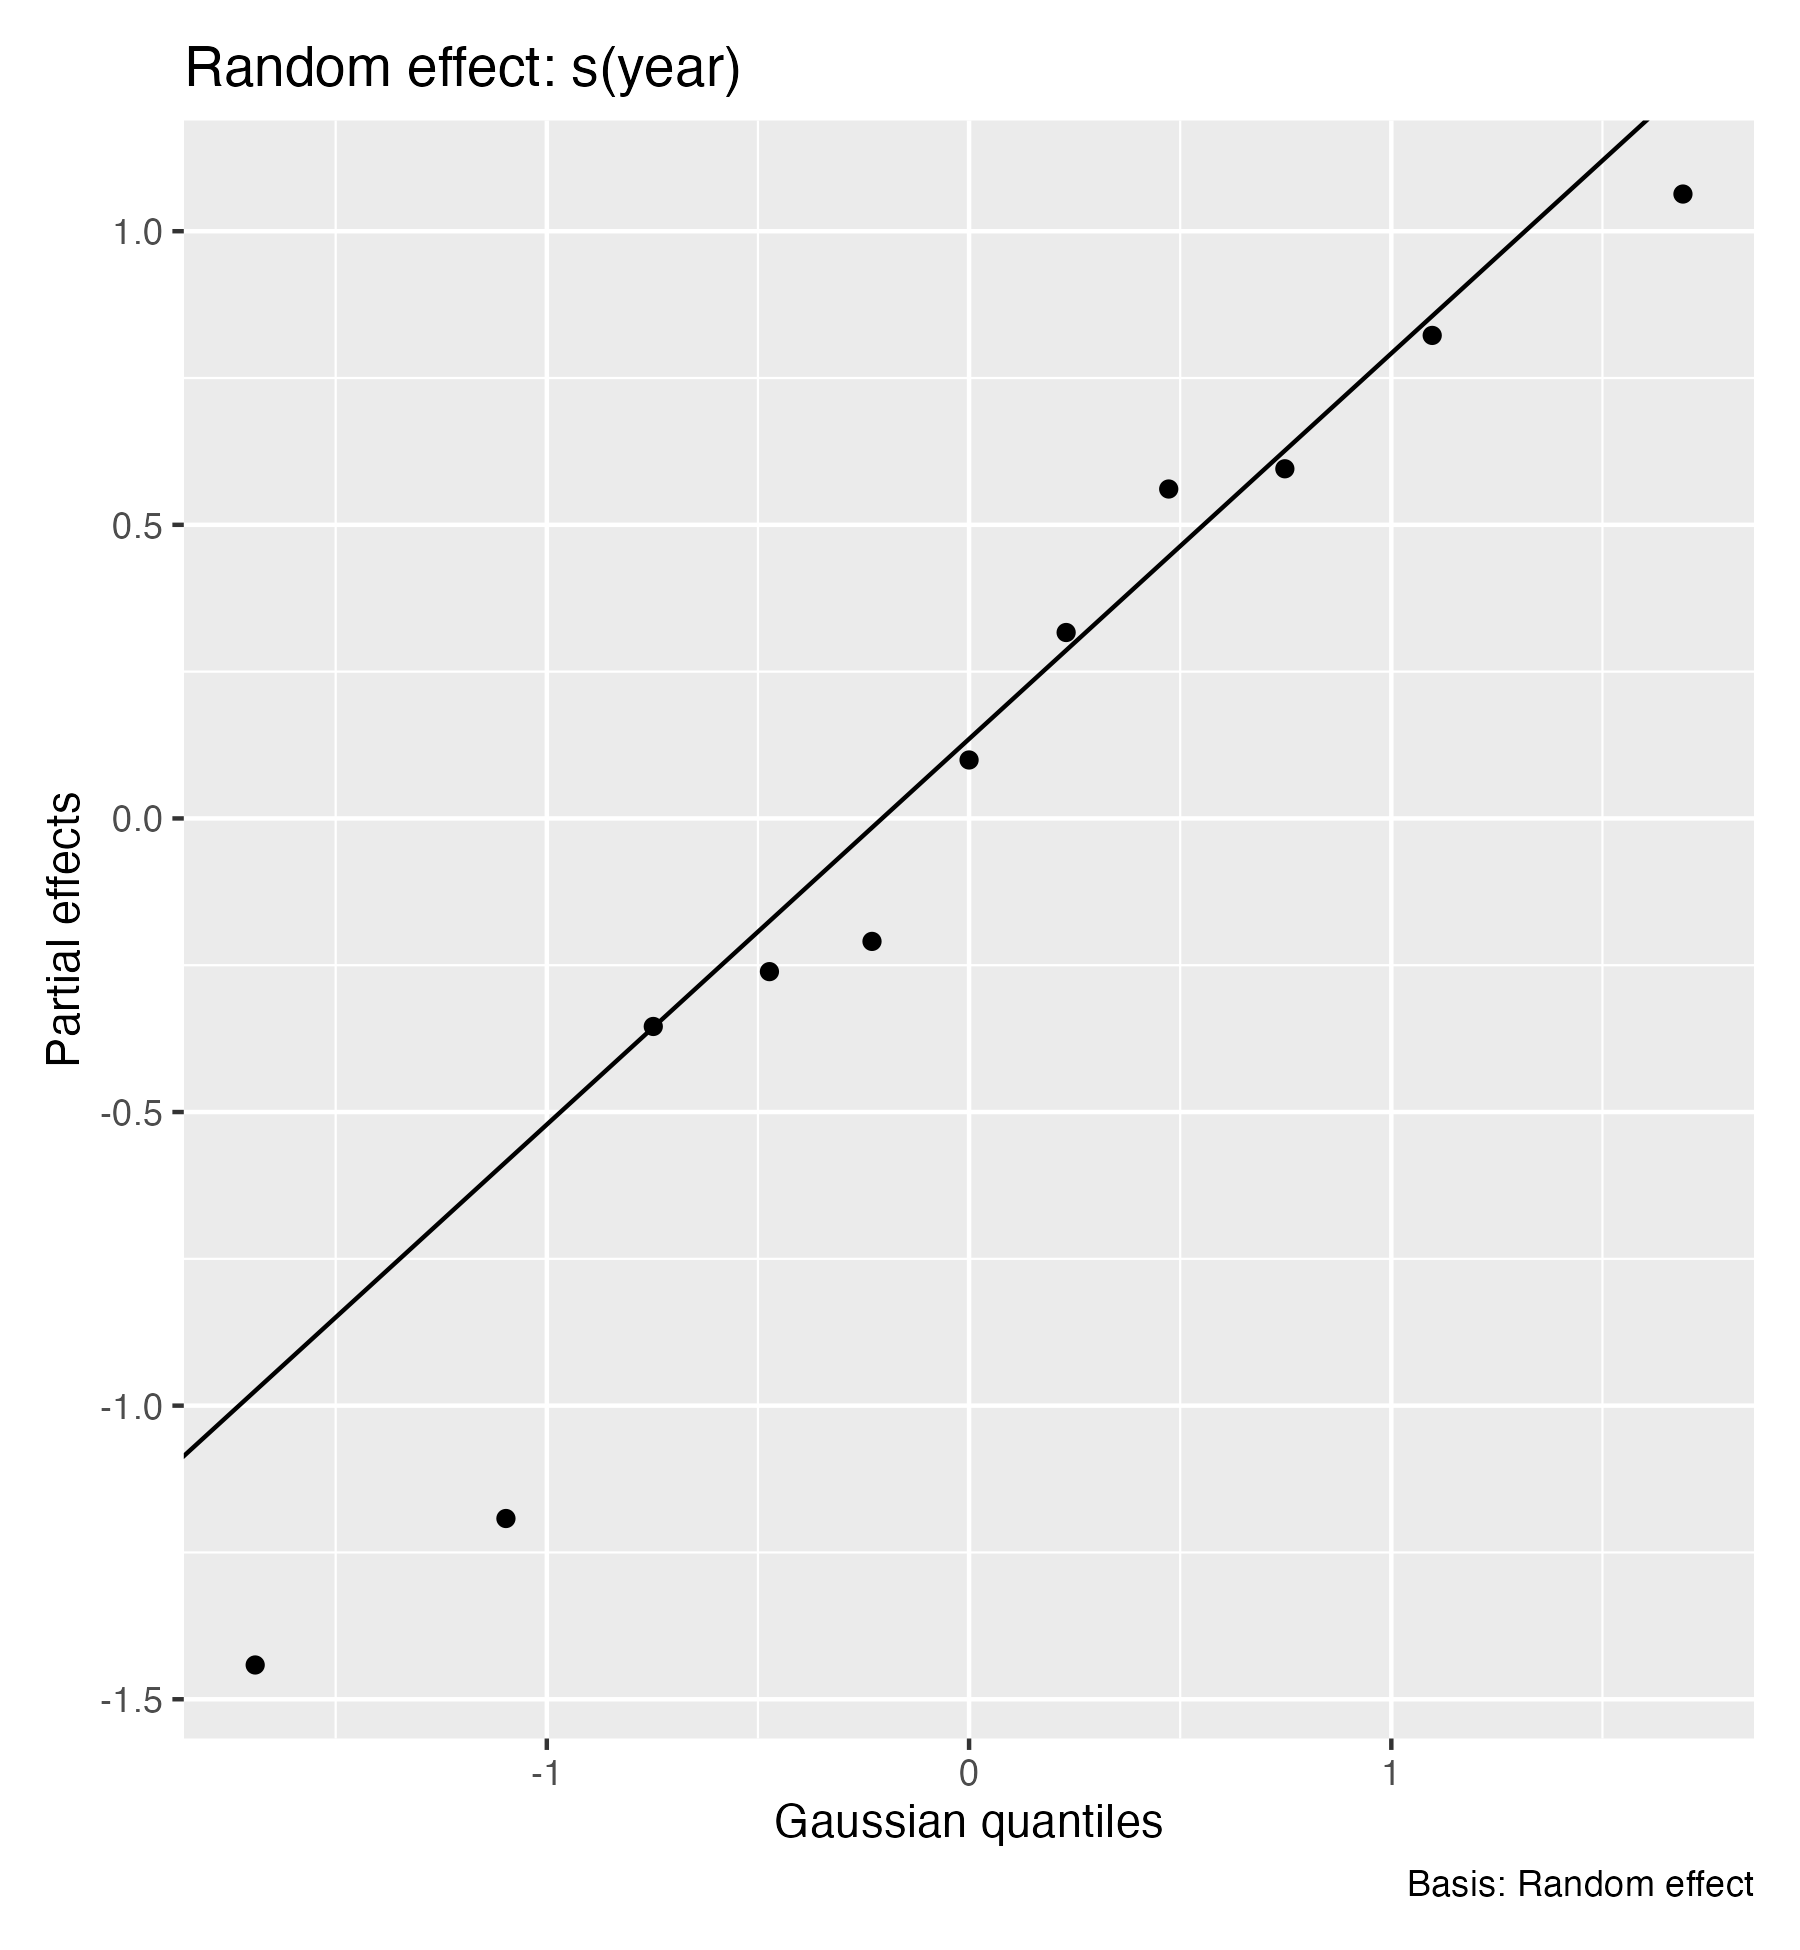 Random effect: s(year)
Partial effects
1.0
0.5
0.0
-0.5
-1.0
-1.5
-1
0
1
Gaussian quantiles
Basis: Random effect